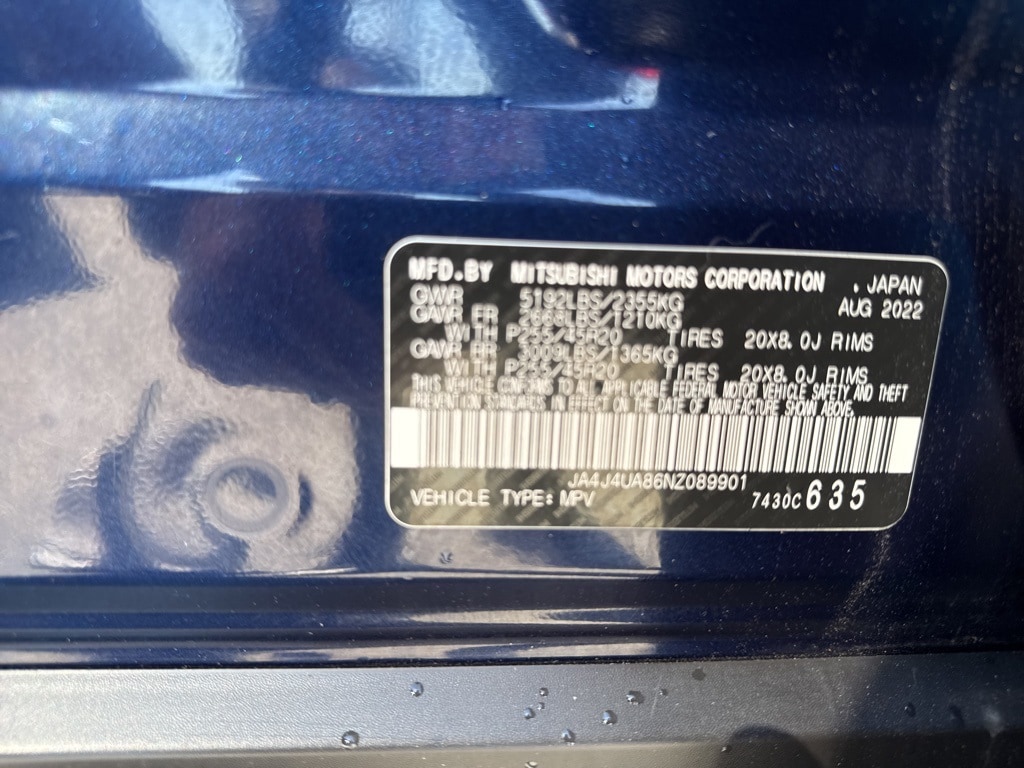 MFD.BY MITSUBISHI MOTORS CORPORATION . JAPAN
AUG 2022
GVWR 5192LBS/2355KG
GAWR FR 2668LBS/1210KG
WITH P255/45R20 TIRES 20X8.0J RIMS
GAWR RR 3009LBS/1365KG
WITH P255/45R20 TIRES 20X8.0J RIMS
THIS VEHICLE CONFORMS TO ALL APPLICABLE FEDERAL MOTOR VEHICLE SAFETY AND THEFT
PREVENTION STANDARDS IN EFFECT ON THE DATE OF MANUFACTURE SHOWN ABOVE.
JA4J4UA86NZ089901
VEHICLE TYPE: MPV 7430C 635